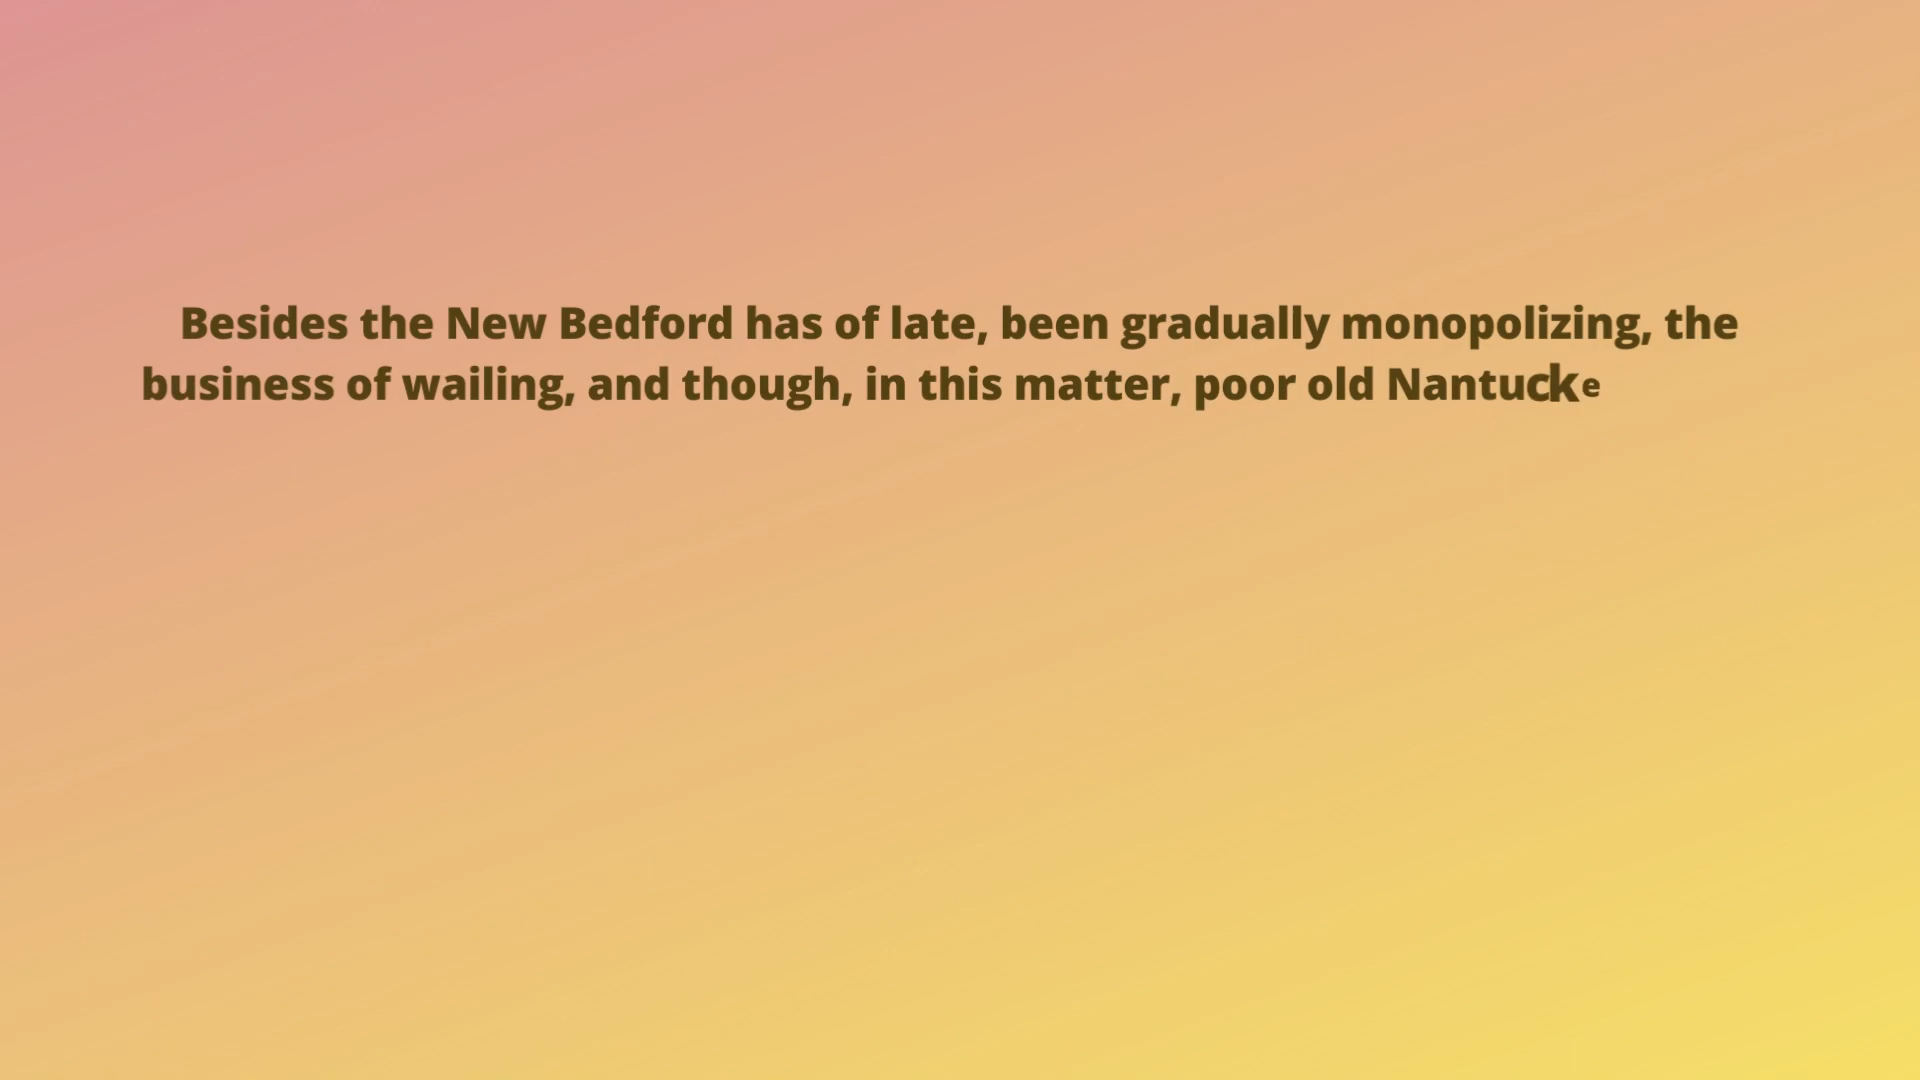 Besides the New Bedford has of late, been gradually monopolizing, the
business of wailing, and though, in this matter, poor old Nantucke